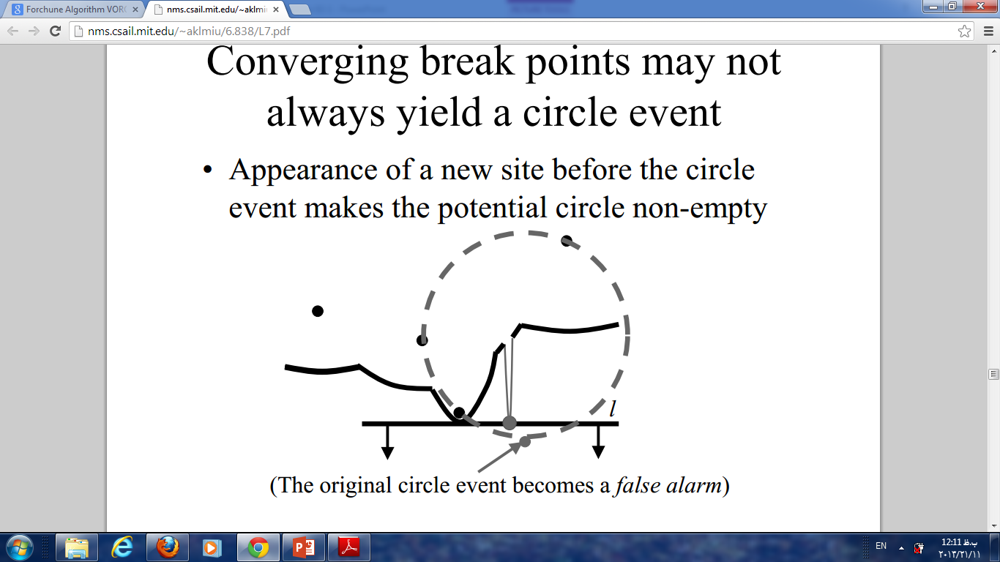 Forchune Algorithm VORO
nms.csail.mit.edu/~aklmiu
nms.csail.mit.edu/~aklmiu/6.838/L7.pdf
Converging break points may not
always yield a circle event
• Appearance of a new site before the circle
event makes the potential circle non-empty
l
(The original circle event becomes a false alarm)
EN
12:11 ب.ظ
۲۰۱۳/۲۱/۱۱